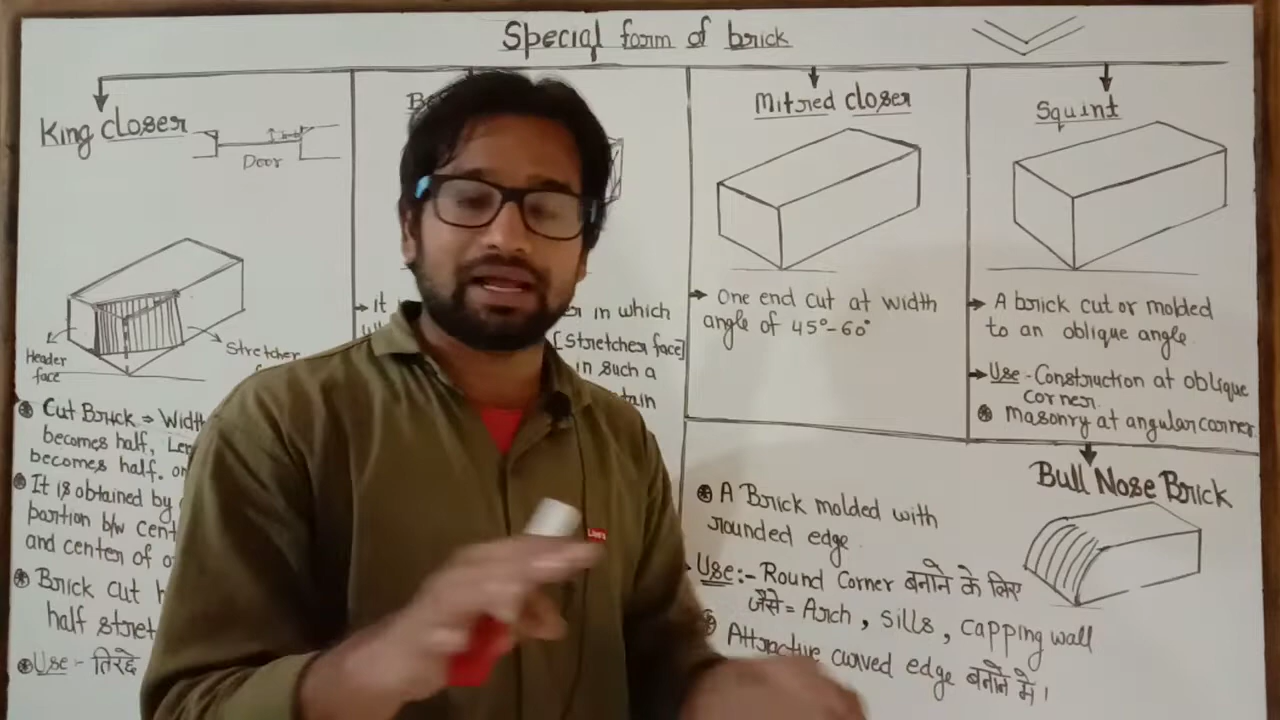 Special form of brick
King closer
Door
Header
face
Stretcher
Cut Brick ⇒ Width
becomes half,
becomes half.
It is obtained by
portion b/w cent
and center of
Brick cut
half stret
Use :- तिरछे
It
in which
[Stretcher face]
in such a
Mitred closer
One end cut at width
angle of 45°-60°
Squint
A brick cut or molded
to an oblique angle.
Use - Construction at oblique
corner.
masonry at angular corner.
Bull Nose Brick
A Brick molded with
rounded edge.
Use :- Round Corner बनाने के लिए
जैसे = Arch, sills, capping wall
Attractive curved edge बनाने मे।
Levi's